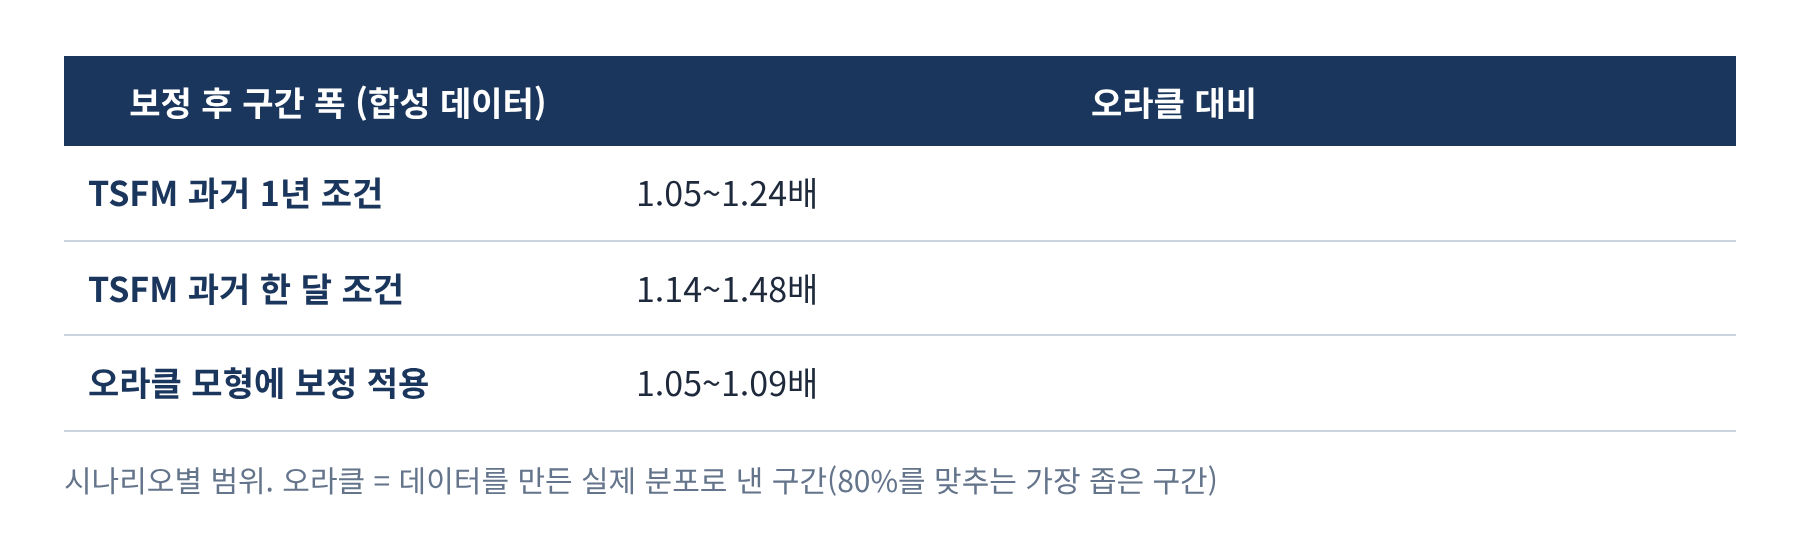 보정 후 구간 폭 (합성 데이터) 오라클 대비
TSFM 과거 1년 조건 1.05~1.24배
TSFM 과거 한 달 조건 1.14~1.48배
오라클 모형에 보정 적용 1.05~1.09배
시나리오별 범위. 오라클 = 데이터를 만든 실제 분포로 낸 구간(80%를 맞추는 가장 좁은 구간)